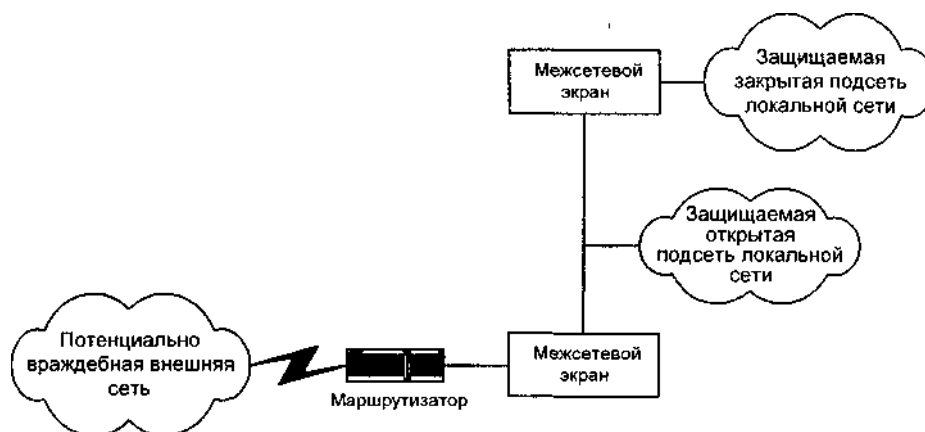 Межсетевой
экран
Защищаемая
закрытая подсеть
локальной сети
Защищаемая
открытая
подсеть локальной
сети
Потенциально
враждебная внешняя
сеть
Маршрутизатор
Межсетевой
экран